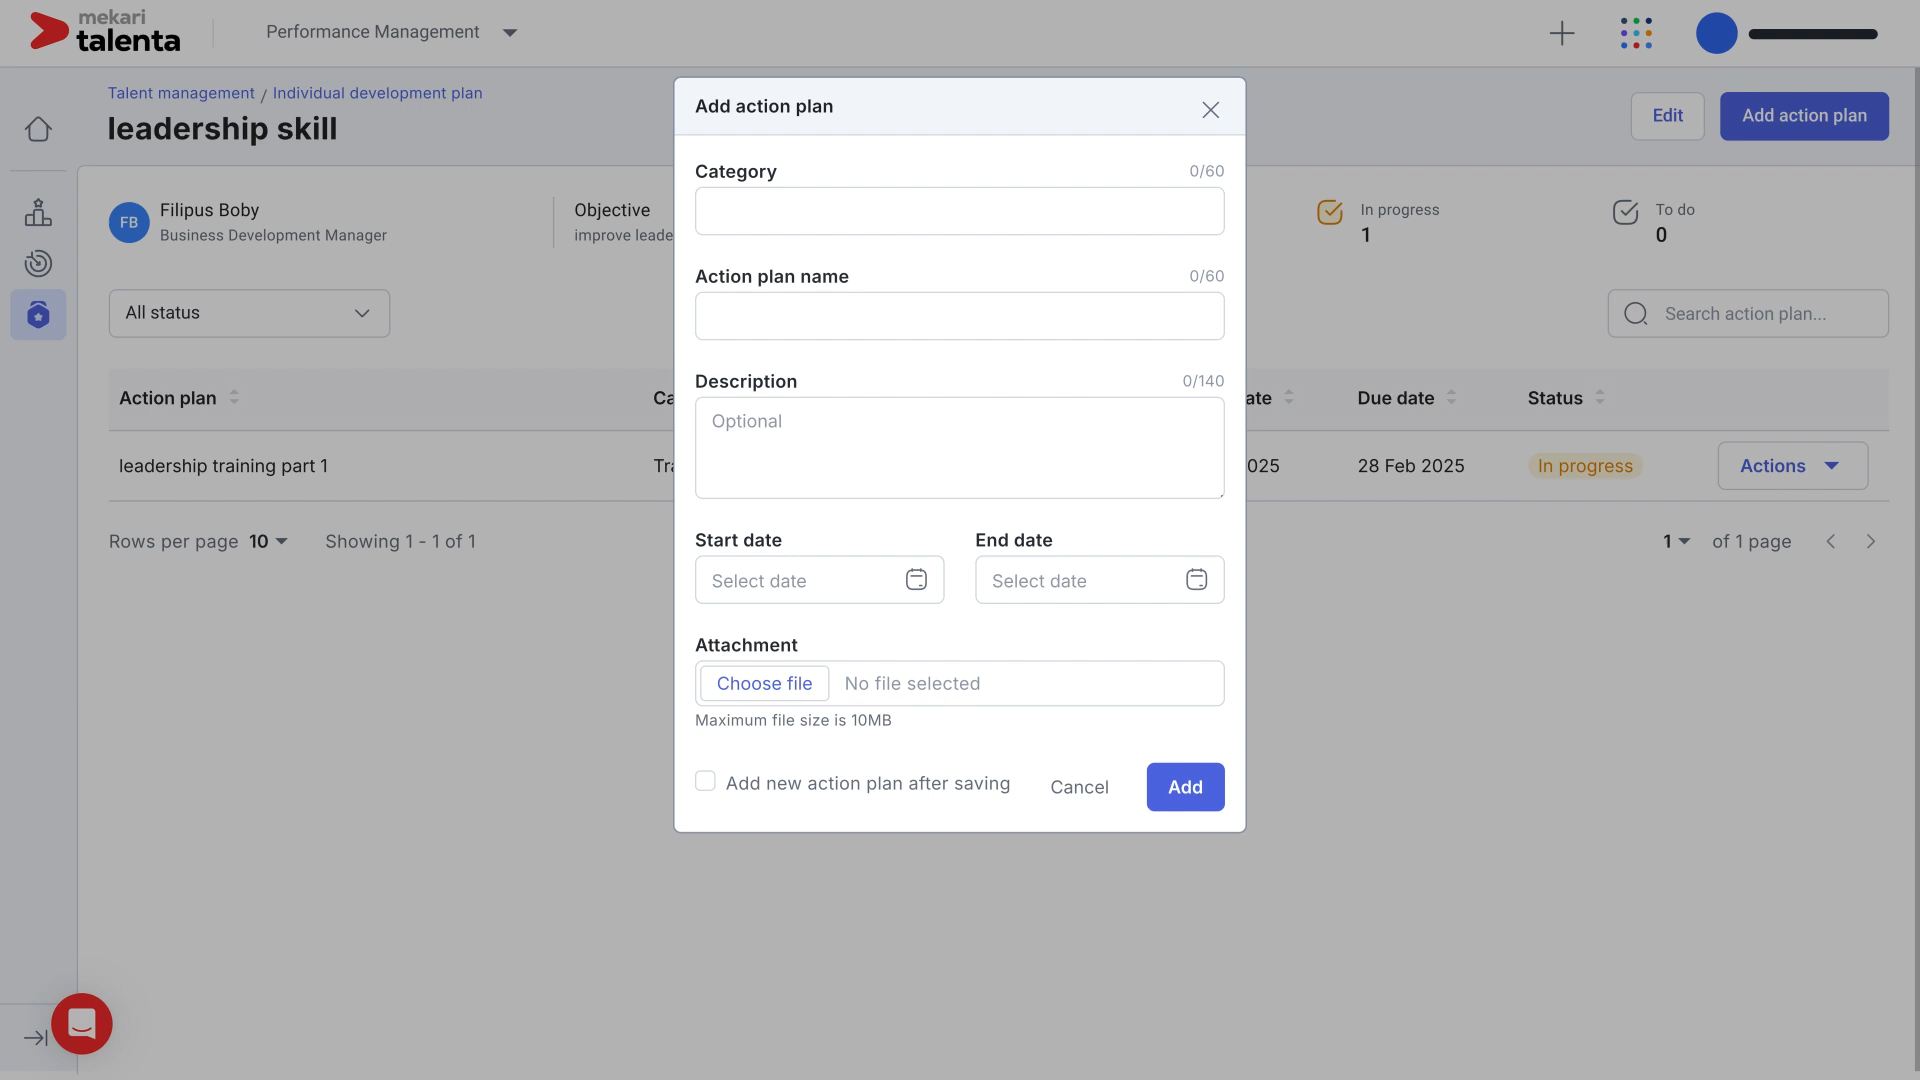 mekari
talenta
Performance Management
Talent management / Individual development plan
leadership skill
Edit
Add action plan
FB
Filipus Boby
Business Development Manager
Objective
improve leade
In progress
1
To do
0
All status
Search action plan...
Action plan
Ca
ate
Due date
Status
leadership training part 1
Tra
025
28 Feb 2025
In progress
Actions
Rows per page 10
Showing 1 - 1 of 1
1
of 1 page
Add action plan
Category
0/60
Action plan name
0/60
Description
0/140
Optional
Start date
End date
Select date
Select date
Attachment
Choose file
No file selected
Maximum file size is 10MB
Add new action plan after saving
Cancel
Add